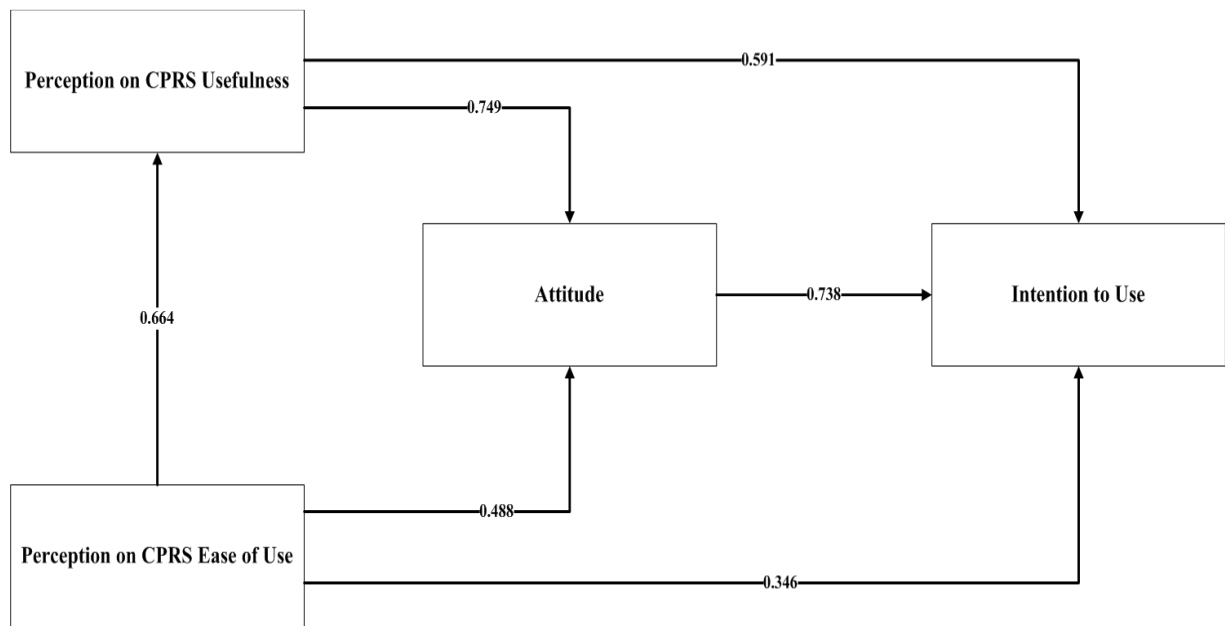 0.591
Perception on CPRS Usefulness
0.749
Attitude
0.738
Intention to Use
0.664
0.488
Perception on CPRS Ease of Use
0.346